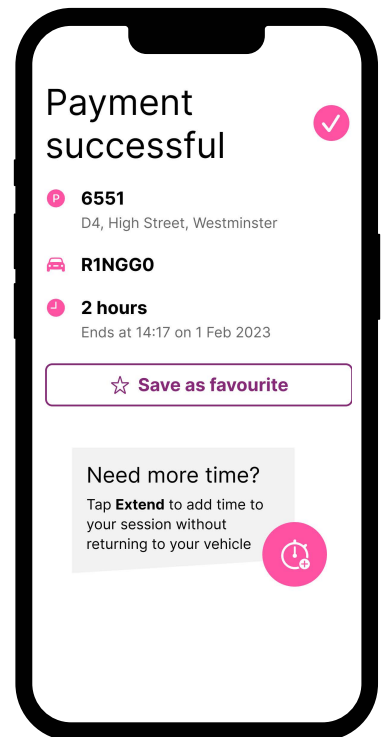 Payment
successful
P
6551
D4, High Street, Westminster
R1NGG0
2 hours
Ends at 14:17 on 1 Feb 2023
Save as favourite
Need more time?
Tap Extend to add time to
your session without
returning to your vehicle